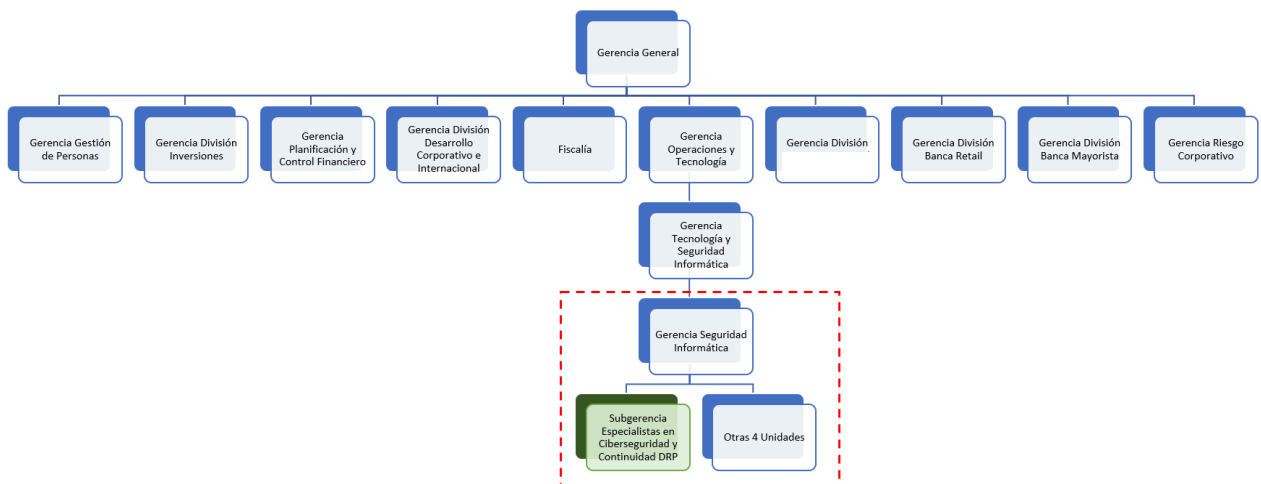 Gerencia General
Gerencia Gestión
de Personas
Gerencia División
Inversiones
Gerencia
Planificación y
Control Financiero
Gerencia División
Desarrollo
Corporativo e
Internacional
Fiscalía
Gerencia
Operaciones y
Tecnología
Gerencia División
Gerencia División
Banca Retail
Gerencia División
Banca Mayorista
Gerencia Riesgo
Corporativo
Gerencia
Tecnología y
Seguridad
Informática
Gerencia Seguridad
Informática
Subgerencia
Especialistas en
Ciberseguridad y
Continuidad DRP
Otras 4 Unidades